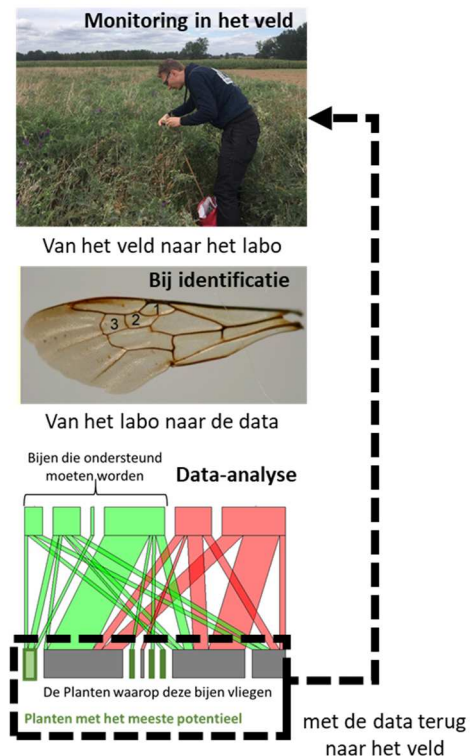 Monitoring in het veld
Van het veld naar het labo
Bij identificatie
1
2
3
Van het labo naar de data
Bijen die ondersteund
moeten worden
Data-analyse
De Planten waarop deze bijen vliegen
Planten met het meeste potentieel
met de data terug
naar het veld